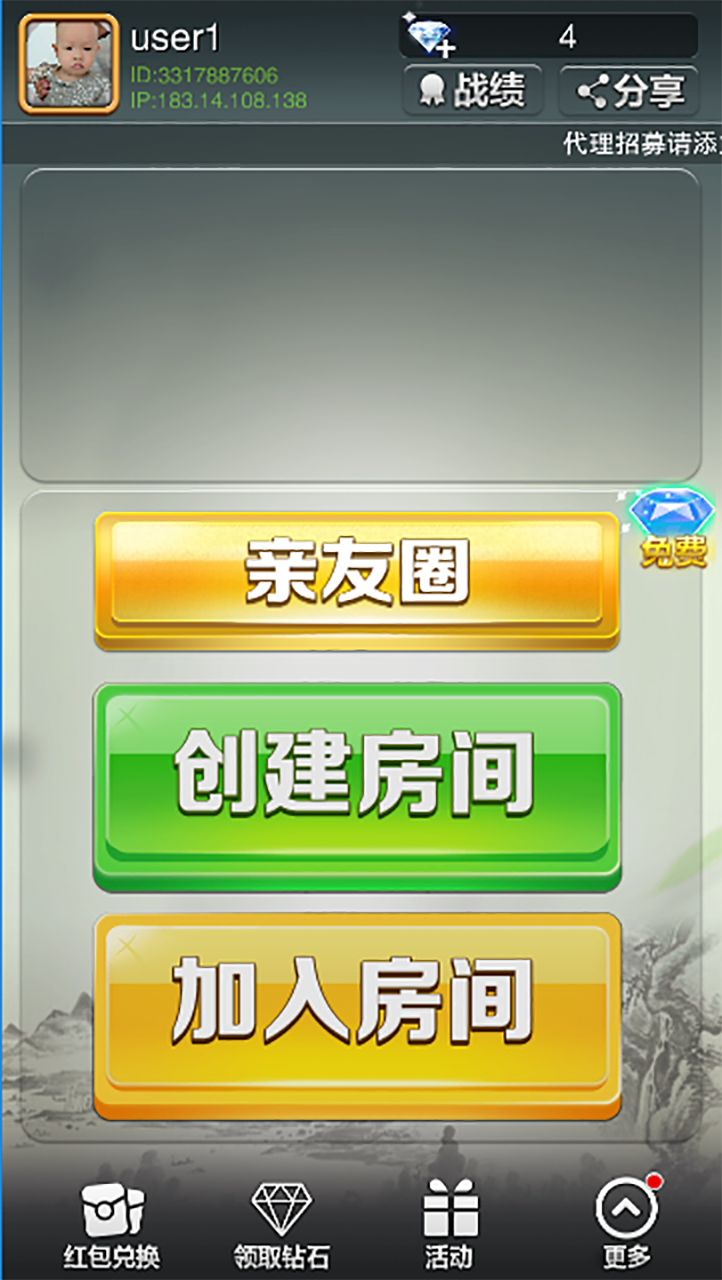 user1
4
ID:3317887606
IP:183.14.108.138
战绩
分享
代理招募请添
免费
亲友圈
创建房间
加入房间
红包兑换
领取钻石
活动
更多